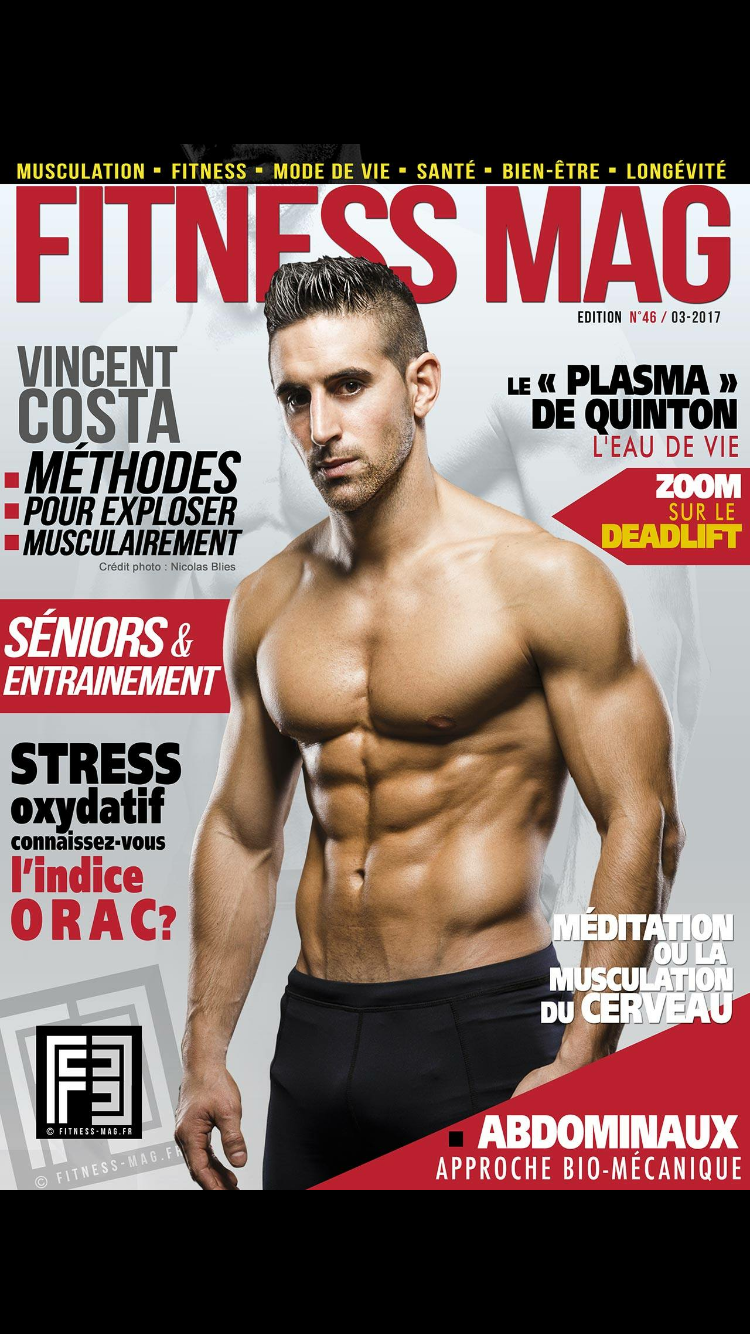 MUSCULATION ▪ FITNESS ▪ MODE DE VIE ▪ SANTÉ ▪ BIEN-ÊTRE ▪ LONGÉVITÉ
FITNESS MAG
EDITION N°46 / 03-2017
VINCENT
COSTA
MÉTHODES
POUR EXPLOSER
MUSCULAIREMENT
Crédit photo : Nicolas Blies
LE « PLASMA »
DE QUINTON
L'EAU DE VIE
ZOOM
SUR LE
DEADLIFT
SÉNIORS &
ENTRAINEMENT
STRESS
oxydatif
connaissez-vous
l'indice
ORAC?
MÉDITATION
OU LA
MUSCULATION
DU CERVEAU
© FITNESS-MAG.FR
© FITNESS-MAG.FR
ABDOMINAUX
APPROCHE BIO-MÉCANIQUE